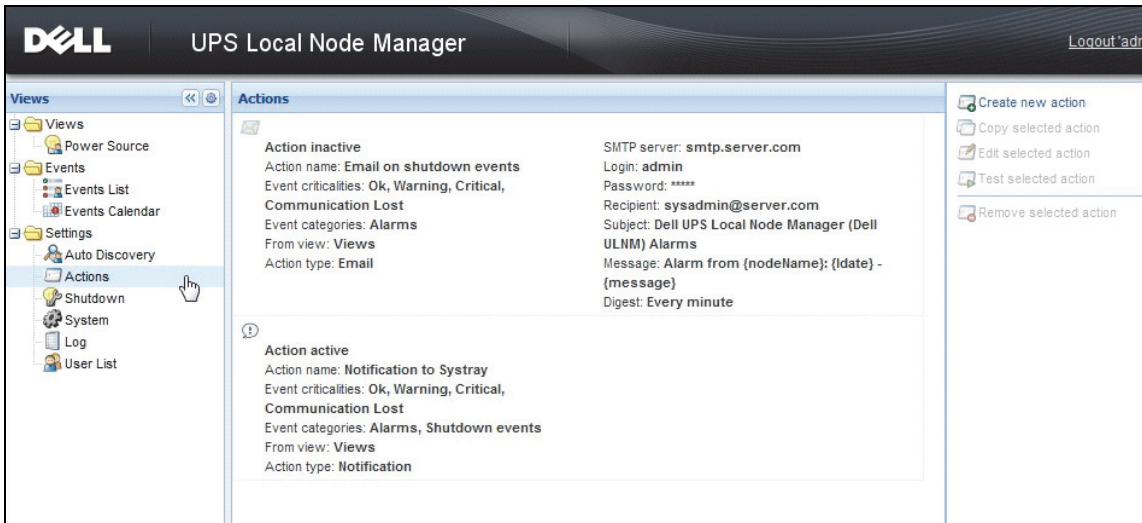 DELL
UPS Local Node Manager
Logout 'adr
Views
Views
Power Source
Events
Events List
Events Calendar
Settings
Auto Discovery
Actions
Shutdown
System
Log
User List
Actions
Action inactive
Action name: Email on shutdown events
Event criticalities: Ok, Warning, Critical,
Communication Lost
Event categories: Alarms
From view: Views
Action type: Email
SMTP server: smtp.server.com
Login: admin
Password: *****
Recipient: sysadmin@server.com
Subject: Dell UPS Local Node Manager (Dell
ULNM) Alarms
Message: Alarm from {nodeName}: {ldate} -
{message}
Digest: Every minute
Action active
Action name: Notification to Systray
Event criticalities: Ok, Warning, Critical,
Communication Lost
Event categories: Alarms, Shutdown events
From view: Views
Action type: Notification
Create new action
Copy selected action
Edit selected action
Test selected action
Remove selected action